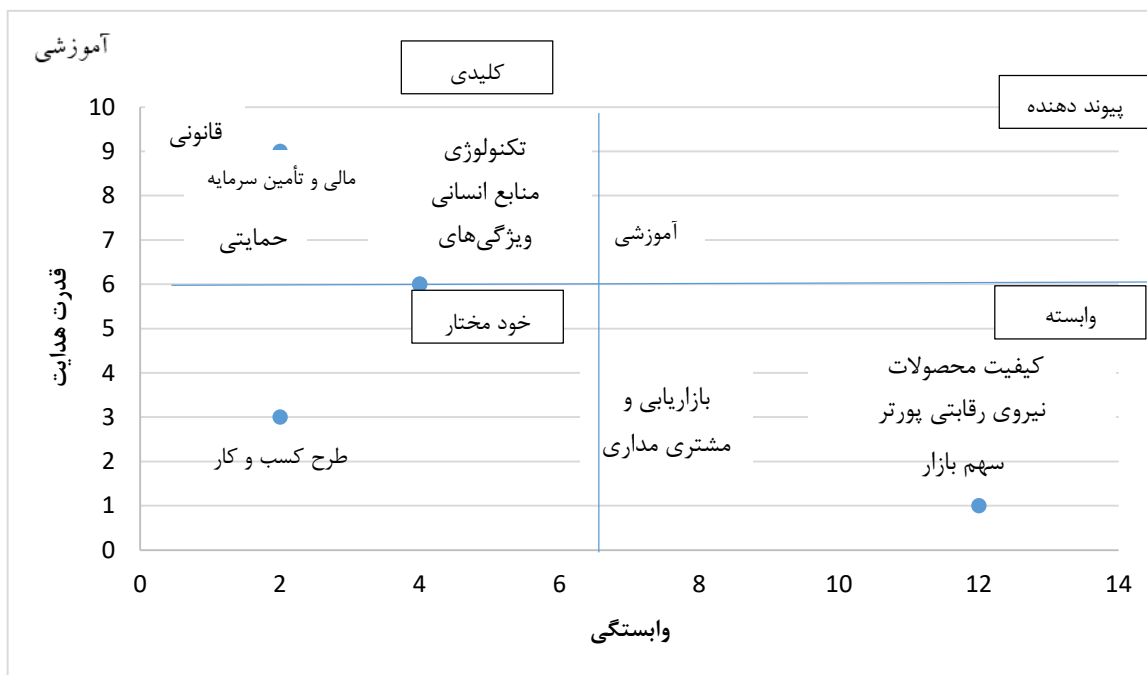 آموزشی
کلیدی
پیوند دهنده
10
9
8
7
6
5
4
3
2
1
0
قدرت هدایت
قانونی
مالی و تأمین سرمایه
حمایتی
تکنولوژی
منابع انسانی
ویژگی‌های
آموزشی
خود مختار
وابسته
طرح کسب و کار
بازاریابی و
مشتری مداری
کیفیت محصولات
نیروی رقابتی پورتر
سهم بازار
0 2 4 6 8 10 12 14
وابستگی